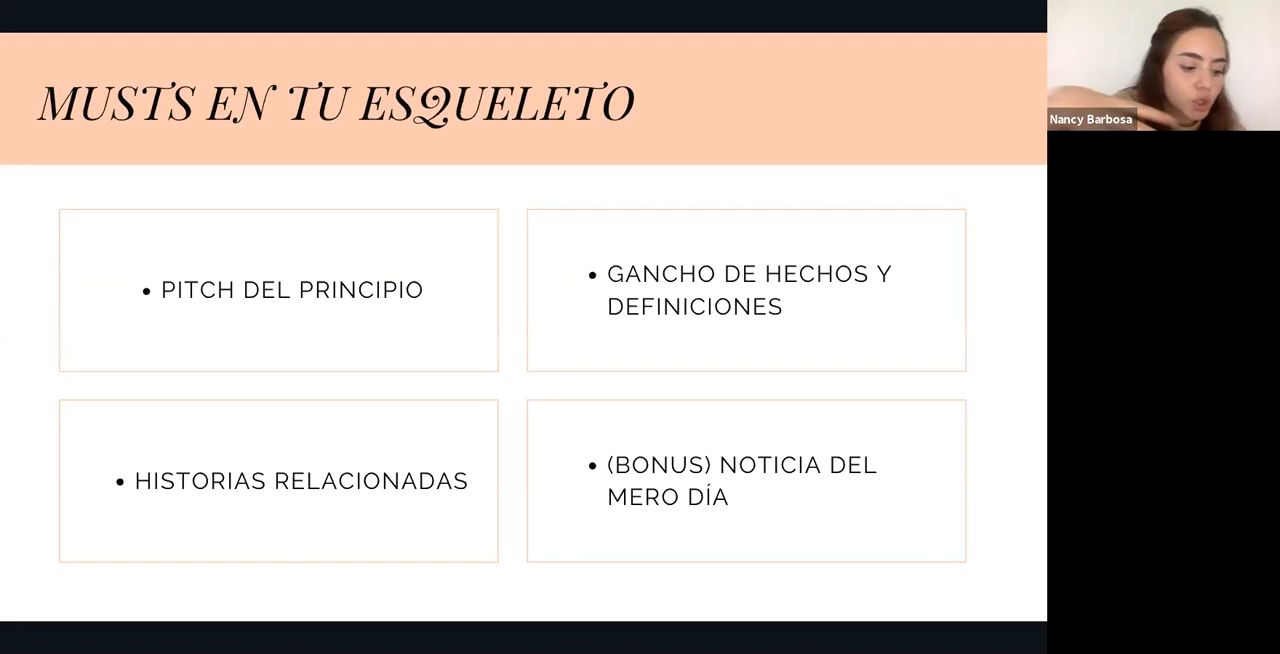 MUSTS EN TU ESQUELETO
Nancy Barbosa
• PITCH DEL PRINCIPIO
• GANCHO DE HECHOS Y
DEFINICIONES
• HISTORIAS RELACIONADAS
• (BONUS) NOTICIA DEL
MERO DÍA